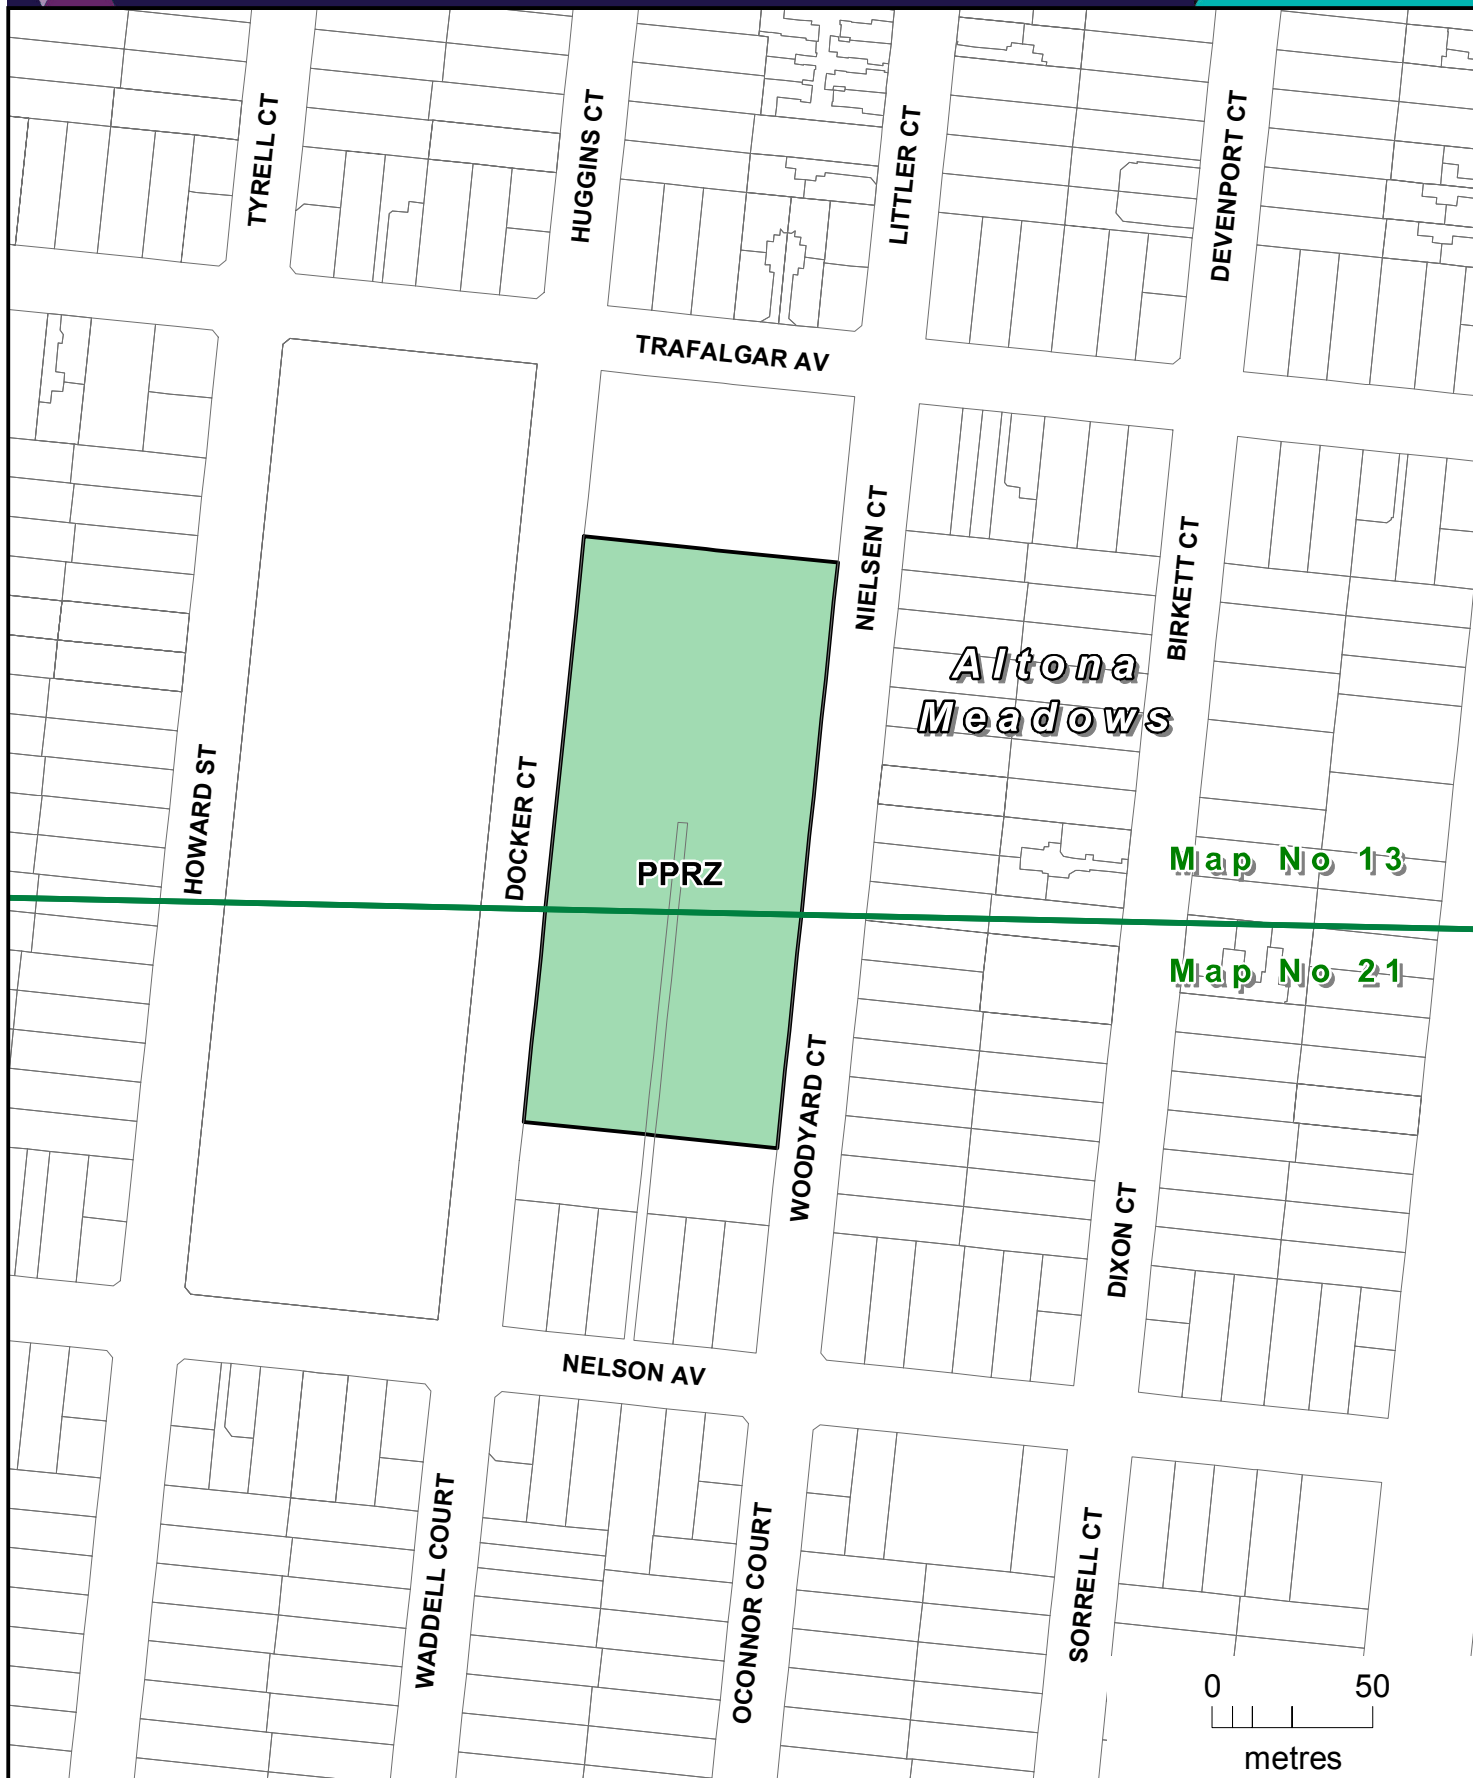 TYRELL CT
HUGGINS CT
LITTLER CT
DEVENPORT CT
TRAFALGAR AV
NIELSEN CT
BIRKETT CT
Altona
Meadows
HOWARD ST
DOCKER CT
PPRZ
Map No 13
Map No 21
WOODYARD CT
DIXON CT
NELSON AV
WADDELL COURT
OCONNOR COURT
SORRELL CT
0 50
metres